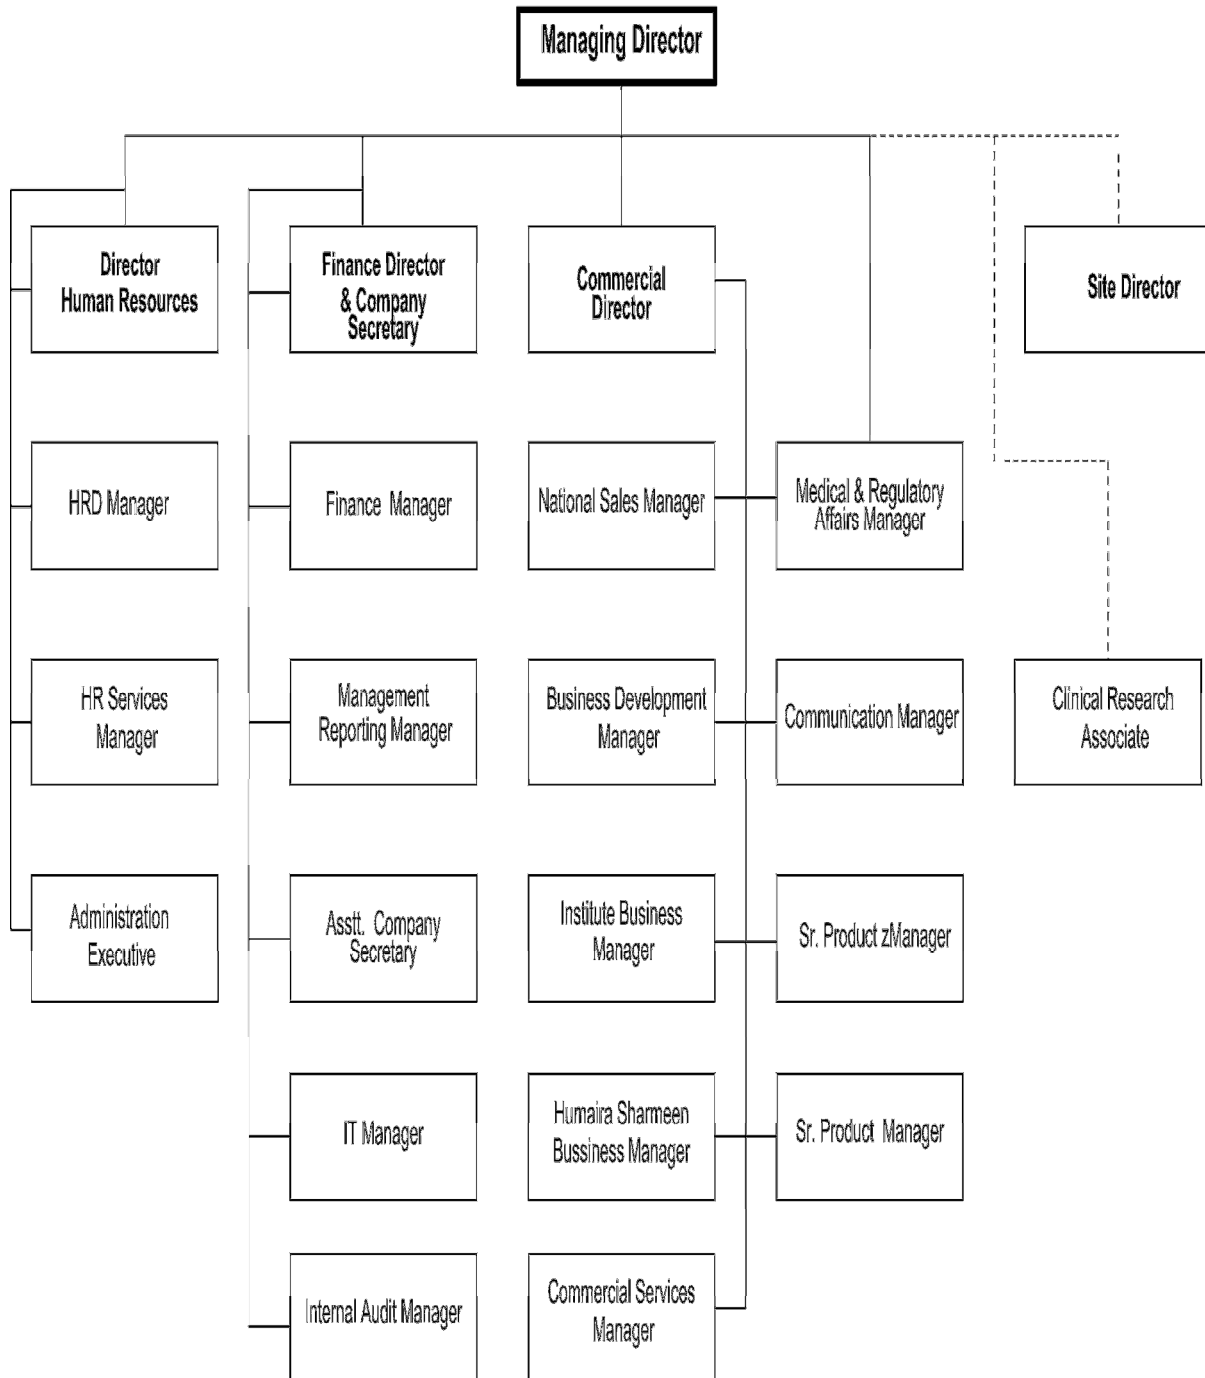 Managing Director
Director
Human Resources
Finance Director
& Company
Secretary
Commercial
Director
Site Director
HRD Manager
Finance Manager
National Sales Manager
Medical & Regulatory
Affairs Manager
HR Services
Manager
Management
Reporting Manager
Business Development
Manager
Communication Manager
Clinical Research
Associate
Administration
Executive
Asstt. Company
Secretary
Institute Business
Manager
Sr. Product zManager
IT Manager
Humaira Sharmeen
Bussiness Manager
Sr. Product Manager
Internal Audit Manager
Commercial Services
Manager